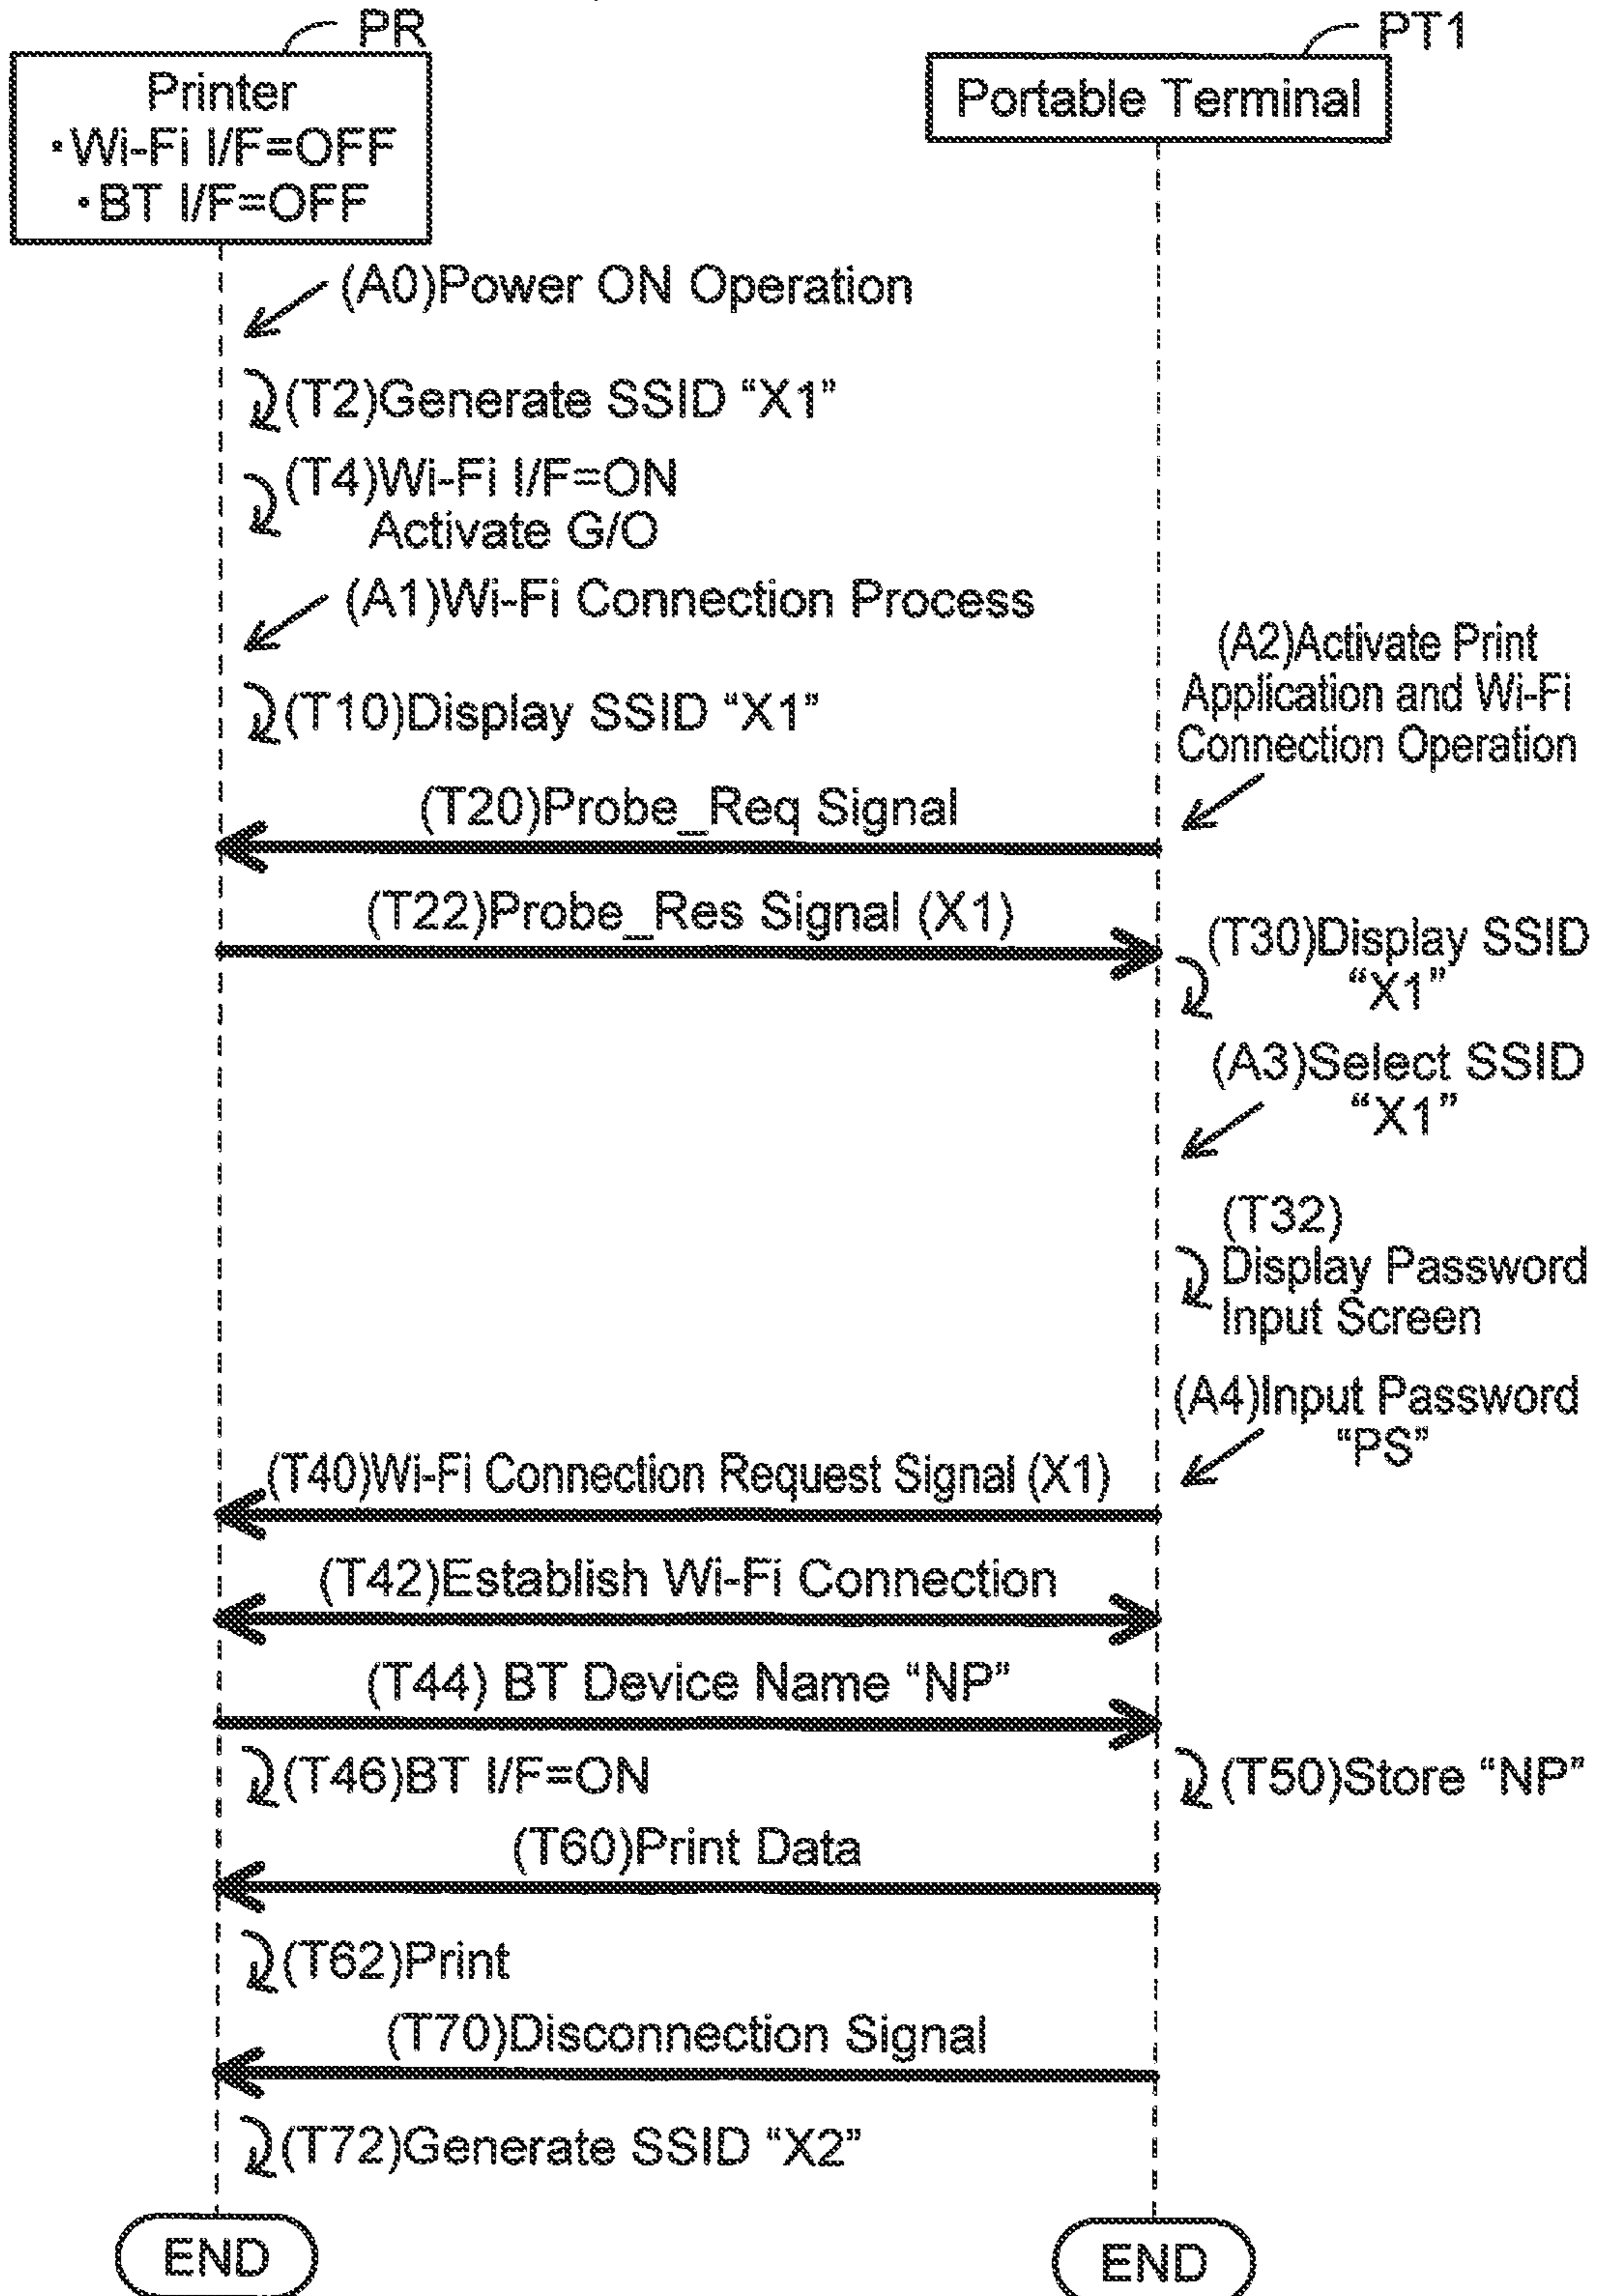 PR
PT1
Printer
・Wi-Fi I/F=OFF
・BT I/F=OFF
Portable Terminal
(A0)Power ON Operation
(T2)Generate SSID “X1”
(T4)Wi-Fi I/F=ON
Activate G/O
(A1)Wi-Fi Connection Process
(T10)Display SSID “X1”
(A2)Activate Print
Application and Wi-Fi
Connection Operation
(T20)Probe_Req Signal
(T22)Probe_Res Signal (X1)
(T30)Display SSID
“X1”
(A3)Select SSID
“X1”
(T32)
Display Password
Input Screen
(A4)Input Password
“PS”
(T40)Wi-Fi Connection Request Signal (X1)
(T42)Establish Wi-Fi Connection
(T44) BT Device Name “NP”
(T46)BT I/F=ON
(T50)Store “NP”
(T60)Print Data
(T62)Print
(T70)Disconnection Signal
(T72)Generate SSID “X2”
END
END